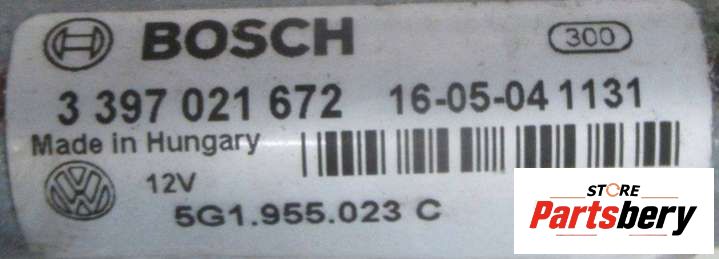 BOSCH 300
3 397 021 672 16-05-04 1131
Made in Hungary
12V
5G1.955.023 C
STORE
Partsbery